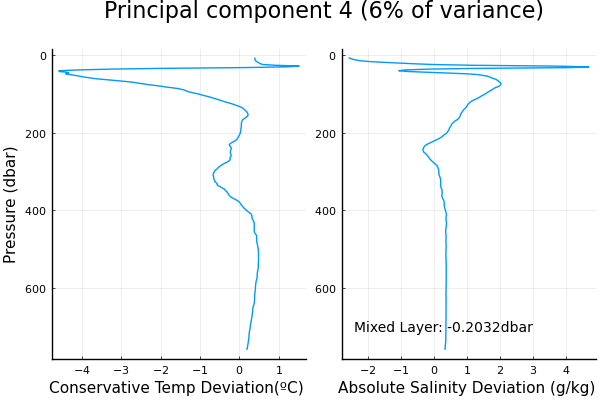 Principal component 4 (6% of variance)
Pressure (dbar)
0
200
400
600
−4 −3 −2 −1 0 1
Conservative Temp Deviation(ºC)
0
200
400
600
Mixed Layer: -0.2032dbar
−2 −1 0 1 2 3 4
Absolute Salinity Deviation (g/kg)